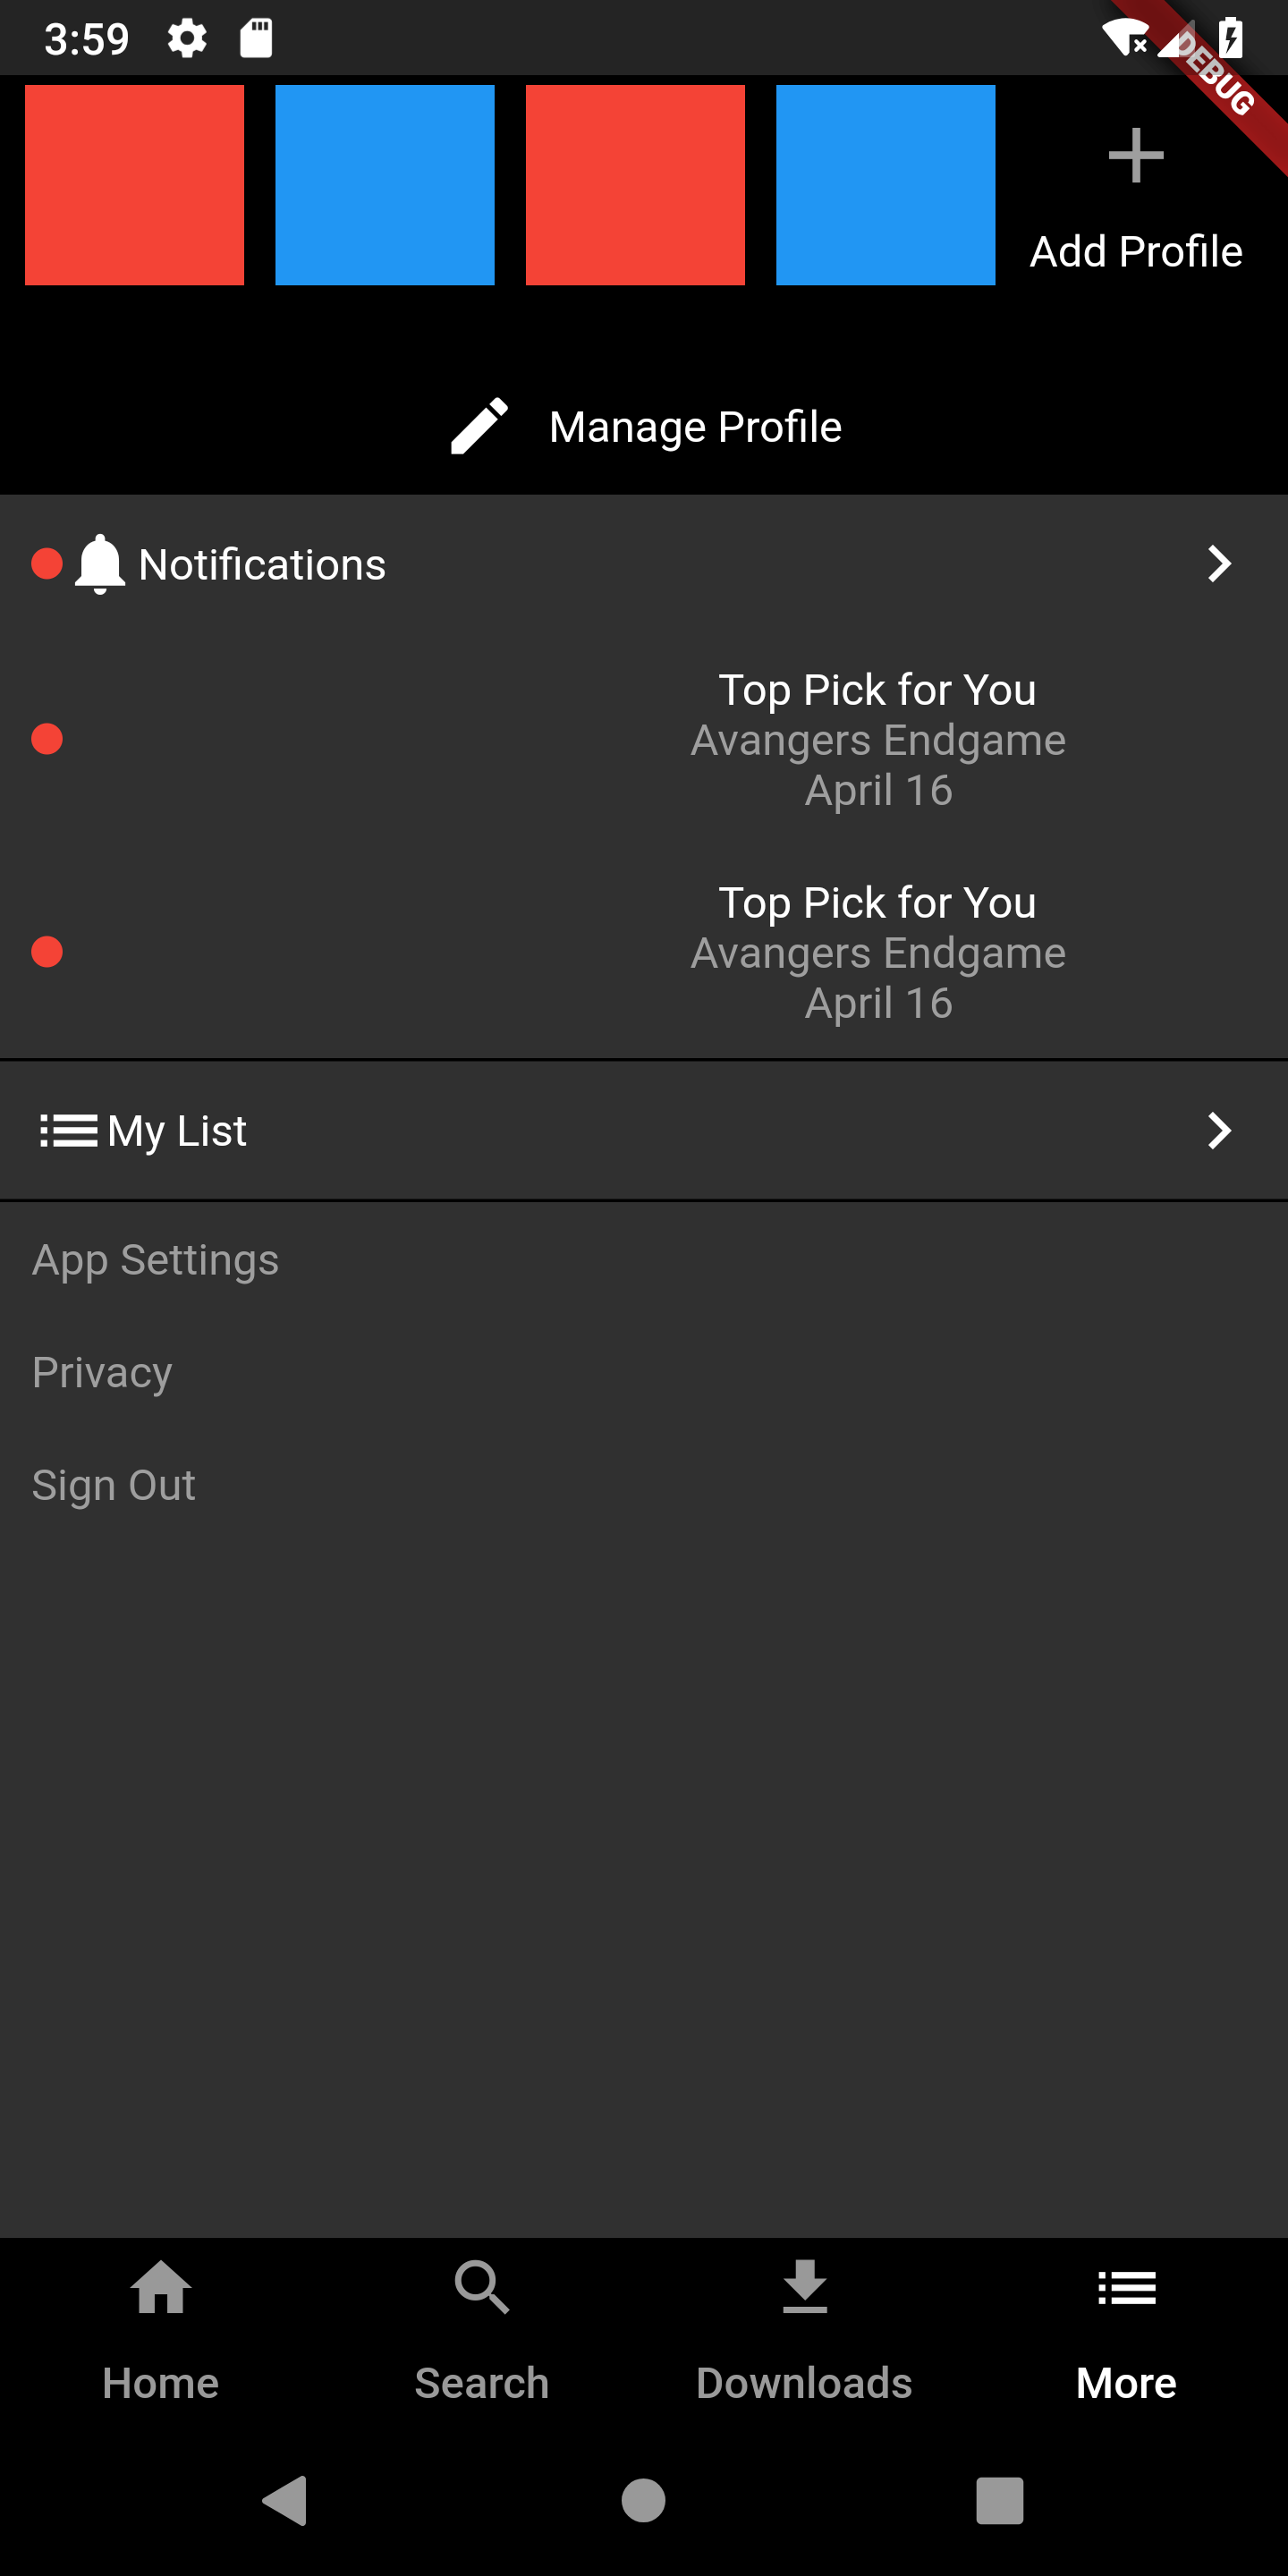 3:59
DEBUG
Add Profile
Manage Profile
Notifications
Top Pick for You
Avangers Endgame
April 16
Top Pick for You
Avangers Endgame
April 16
My List
App Settings
Privacy
Sign Out
Home
Search
Downloads
More